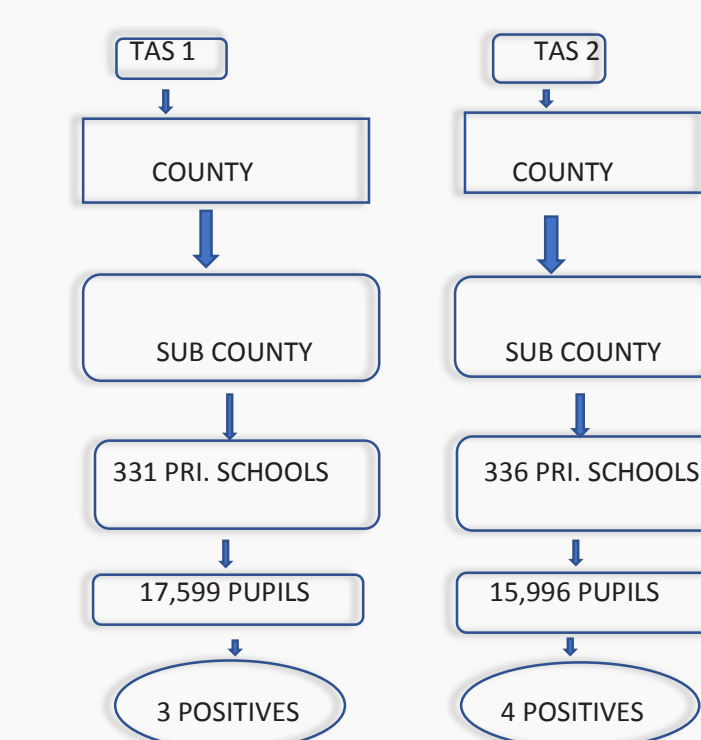 TAS 1
COUNTY
SUB COUNTY
331 PRI. SCHOOLS
17,599 PUPILS
3 POSITIVES
TAS 2
COUNTY
SUB COUNTY
336 PRI. SCHOOLS
15,996 PUPILS
4 POSITIVES